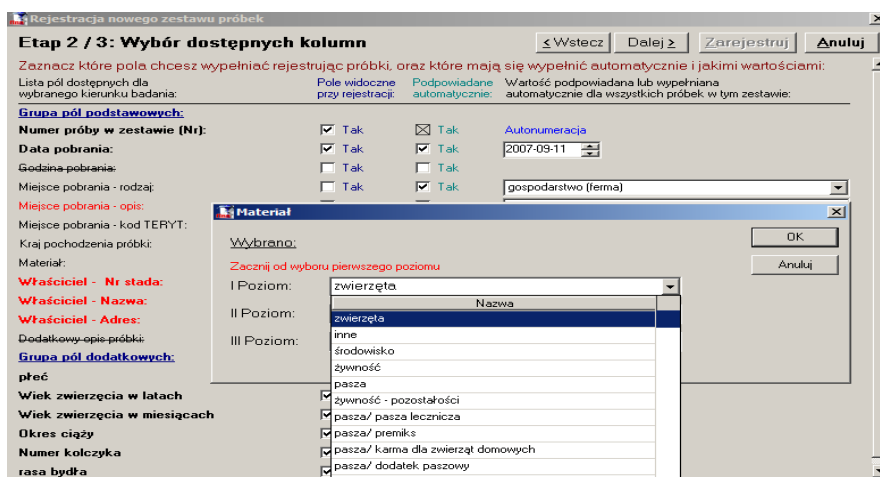 Rejestracja nowego zestawu próbek
Etap 2 / 3: Wybór dostępnych kolumn
< Wstecz Dalej > Zarejestruj Anuluj
Zaznacz które pola chcesz wypełniać rejestrując próbki, oraz które mają się wypełnić automatycznie i jakimi wartościami:
Lista pól dostępnych dla wybranego kierunku badania: Pole widoczne przy rejestracji: Podpowiadane automatycznie: Wartość podpowiadana lub wypełniana automatycznie dla wszystkich próbek w tym zestawie:
Grupa pól podstawowych:
Numer próby w zestawie (Nr): Tak Tak Autonumeracja
Data pobrania: Tak Tak 2007-09-11
Godzina pobrania: Tak Tak
Miejsce pobrania - rodzaj: Tak Tak gospodarstwo (ferma)
Miejsce pobrania - opis:
Miejsce pobrania - kod TERYT:
Kraj pochodzenia próbki:
Materiał:
Właściciel - Nr stada:
Właściciel - Nazwa:
Właściciel - Adres:
Dodatkowy opis próbki:
Grupa pól dodatkowych:
płeć
Wiek zwierzęcia w latach
Wiek zwierzęcia w miesiącach
Okres ciąży
Numer kolczyka
rasa bydła
Materiał
Wybrano:
OK
Zacznij od wyboru pierwszego poziomu
Anuluj
I Poziom: zwierzęta
II Poziom:
III Poziom:
Nazwa
zwierzęta
inne
środowisko
żywność
pasza
żywność - pozostałości
pasza/ pasza lecznicza
pasza/ premiks
pasza/ karma dla zwierząt domowych
pasza/ dodatek paszowy